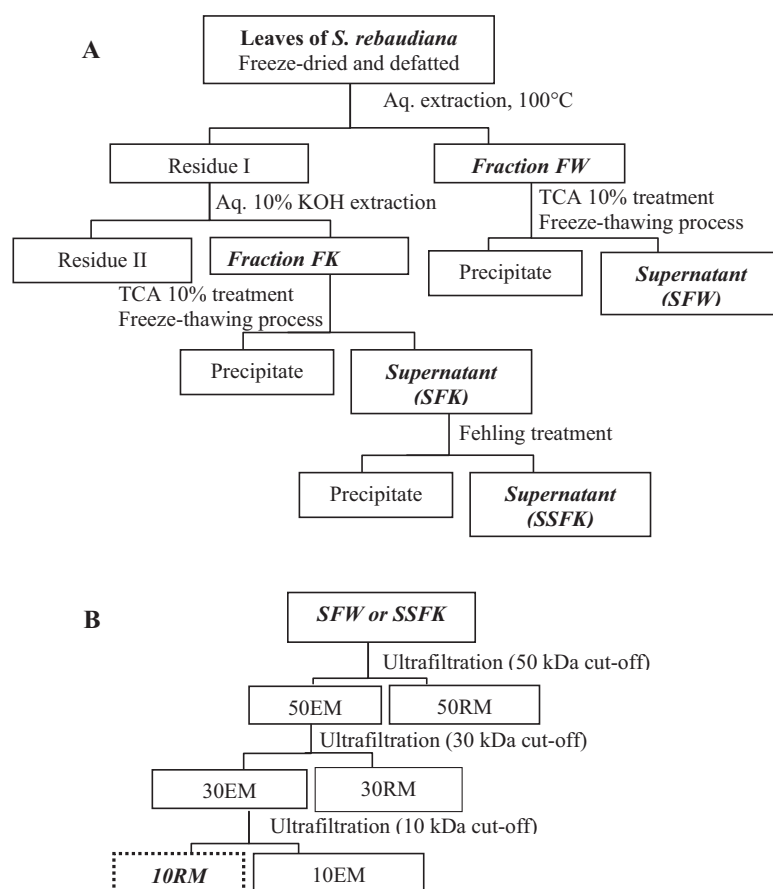 A
Leaves of S. rebaudiana
Freeze-dried and defatted
Aq. extraction, 100°C
Residue I
Fraction FW
Aq. 10% KOH extraction
TCA 10% treatment
Freeze-thawing process
Residue II
Fraction FK
Precipitate
Supernatant
(SFW)
TCA 10% treatment
Freeze-thawing process
Precipitate
Supernatant
(SFK)
Fehling treatment
Precipitate
Supernatant
(SSFK)
B
SFW or SSFK
Ultrafiltration (50 kDa cut-off)
50EM
50RM
Ultrafiltration (30 kDa cut-off)
30EM
30RM
Ultrafiltration (10 kDa cut-off)
10RM
10EM